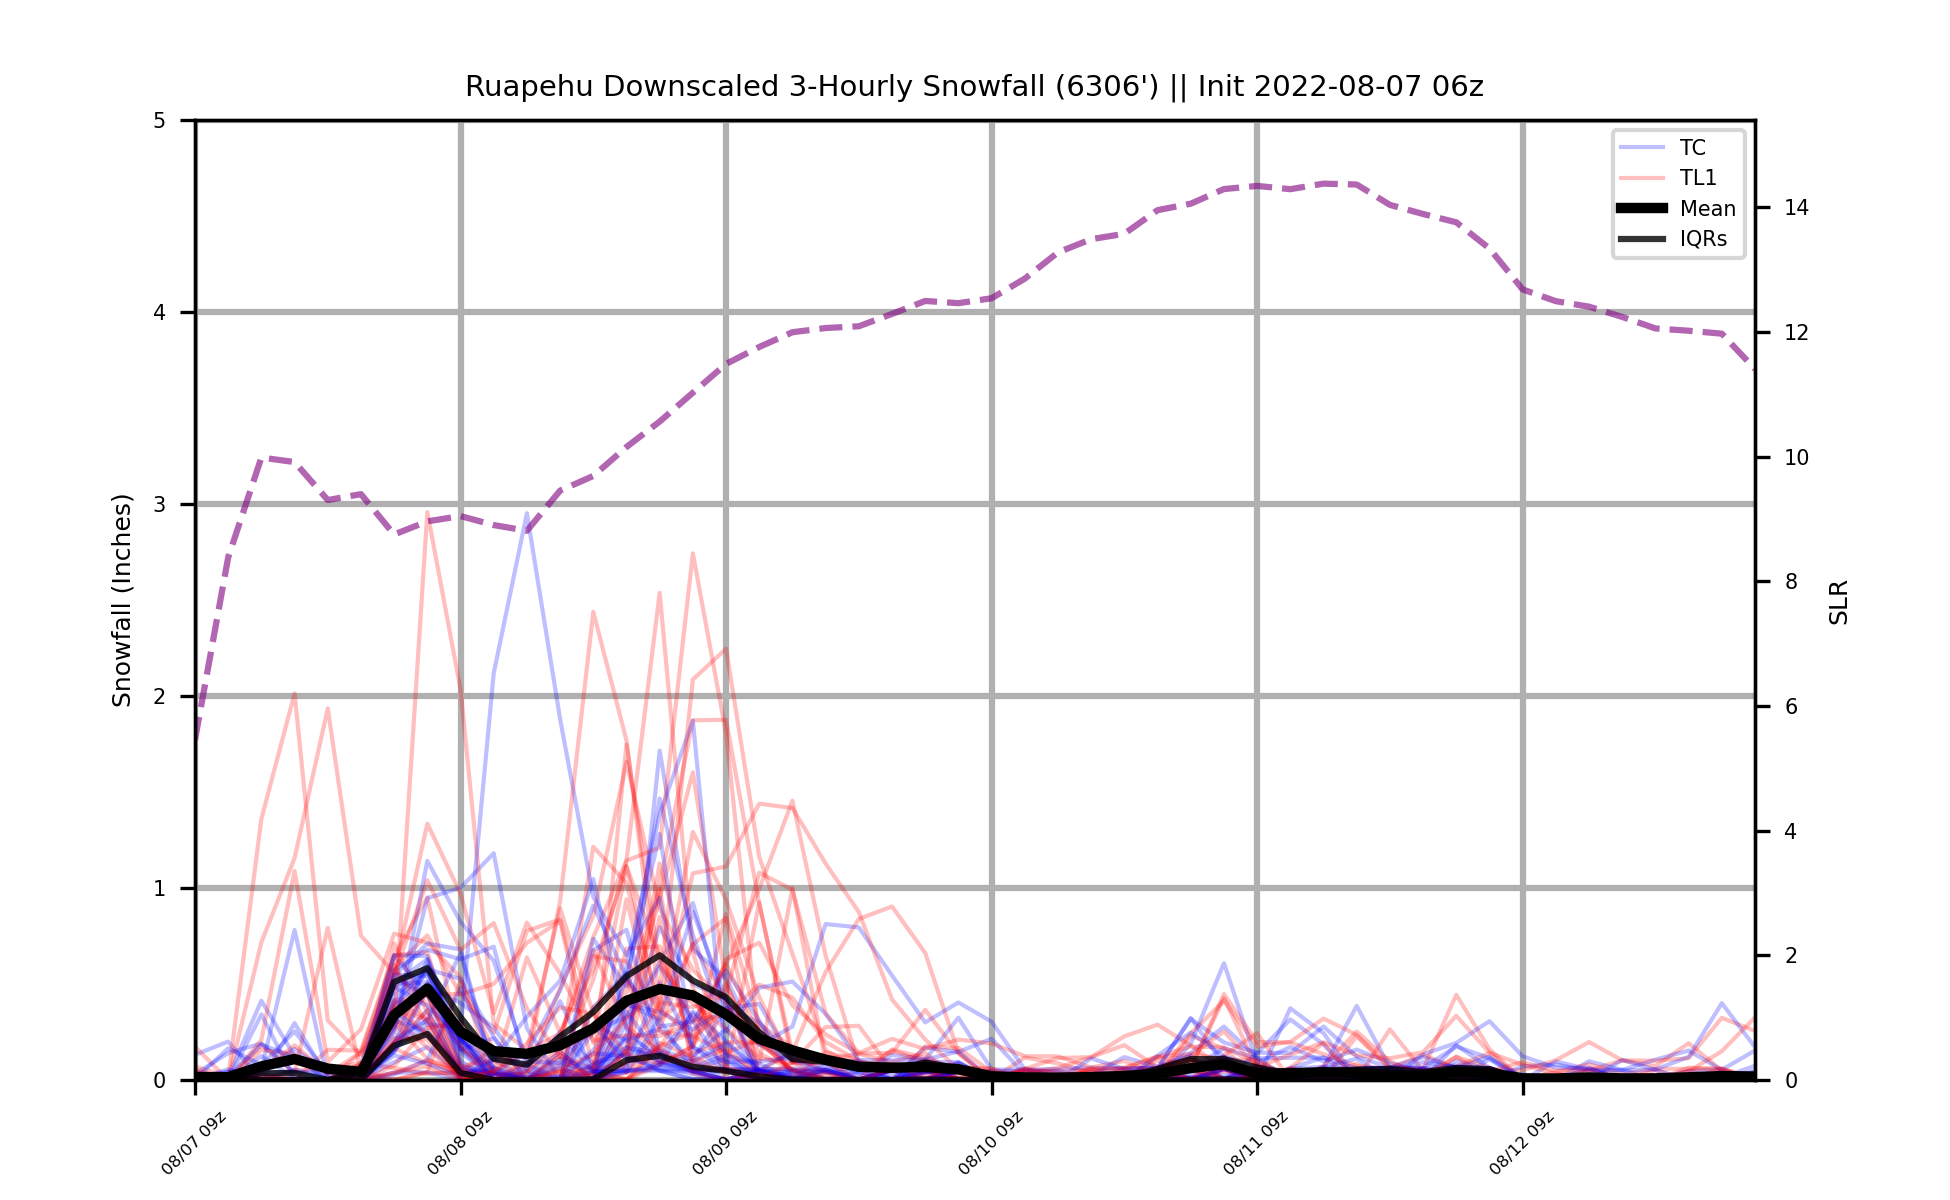 Ruapehu Downscaled 3-Hourly Snowfall (6306') || Init 2022-08-07 06z
5
4
3
2
1
0
Snowfall (Inches)
TC
TL1
Mean
IQRs
14
12
10
8
6
4
2
0
SLR
08/07 09z
08/08 09z
08/09 09z
08/10 09z
08/11 09z
08/12 09z